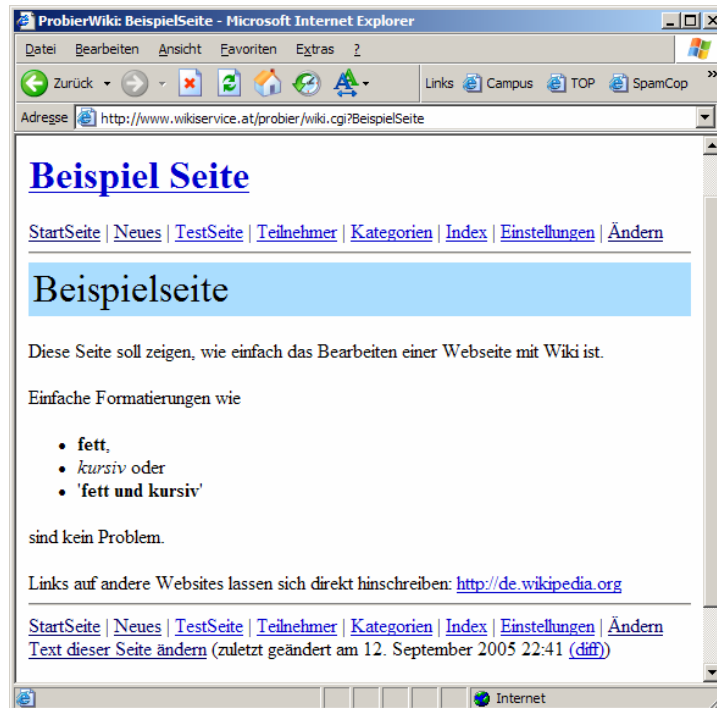 ProbierWiki: BeispielSeite - Microsoft Internet Explorer
Datei Bearbeiten Ansicht Favoriten Extras ?
Zurück Links Campus TOP SpamCop »
Adresse http://www.wikiservice.at/probier/wiki.cgi?BeispielSeite
Beispiel Seite
StartSeite | Neues | TestSeite | Teilnehmer | Kategorien | Index | Einstellungen | Ändern
Beispielseite
Diese Seite soll zeigen, wie einfach das Bearbeiten einer Webseite mit Wiki ist.
Einfache Formatierungen wie
• fett,
• kursiv oder
• 'fett und kursiv'
sind kein Problem.
Links auf andere Websites lassen sich direkt hinschreiben: http://de.wikipedia.org
StartSeite | Neues | TestSeite | Teilnehmer | Kategorien | Index | Einstellungen | Ändern
Text dieser Seite ändern (zuletzt geändert am 12. September 2005 22:41 (diff))
Internet